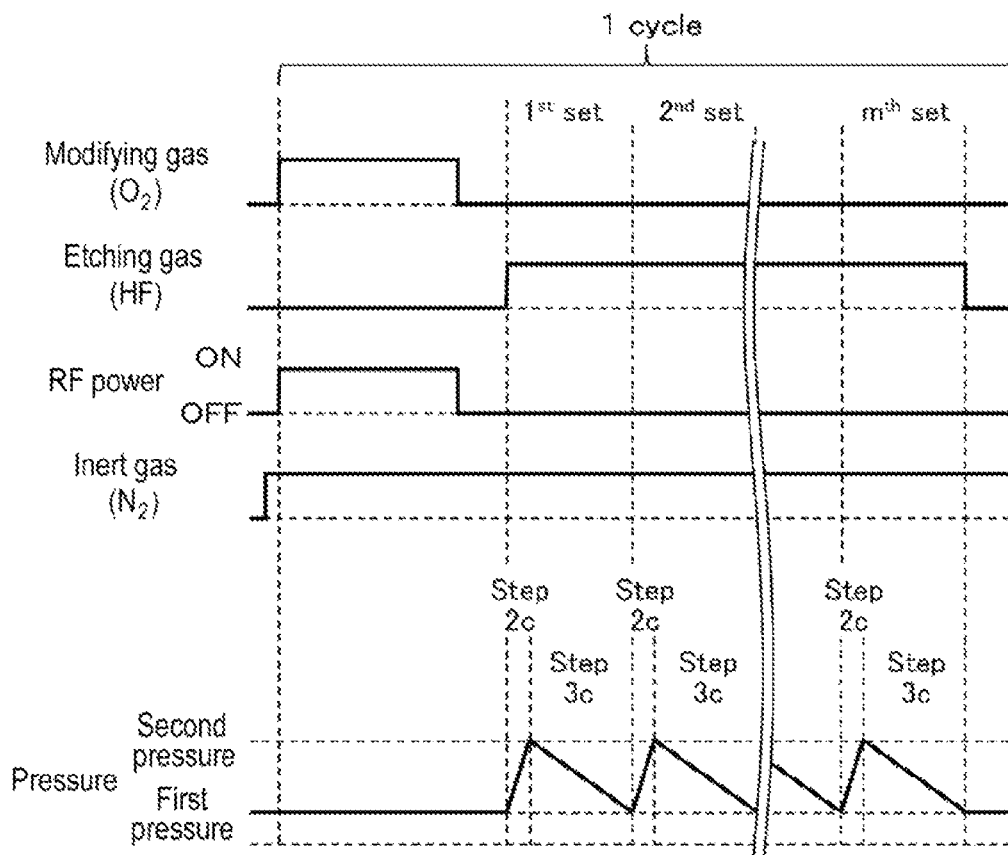 1 cycle
1st set
2nd set
mth set
Modifying gas
(O2)
Etching gas
(HF)
ON
RF power
OFF
Inert gas
(N2)
Step
2c
Step
2c
Step
2c
Step
3c
Step
3c
Step
3c
Second
pressure
Pressure
First
pressure